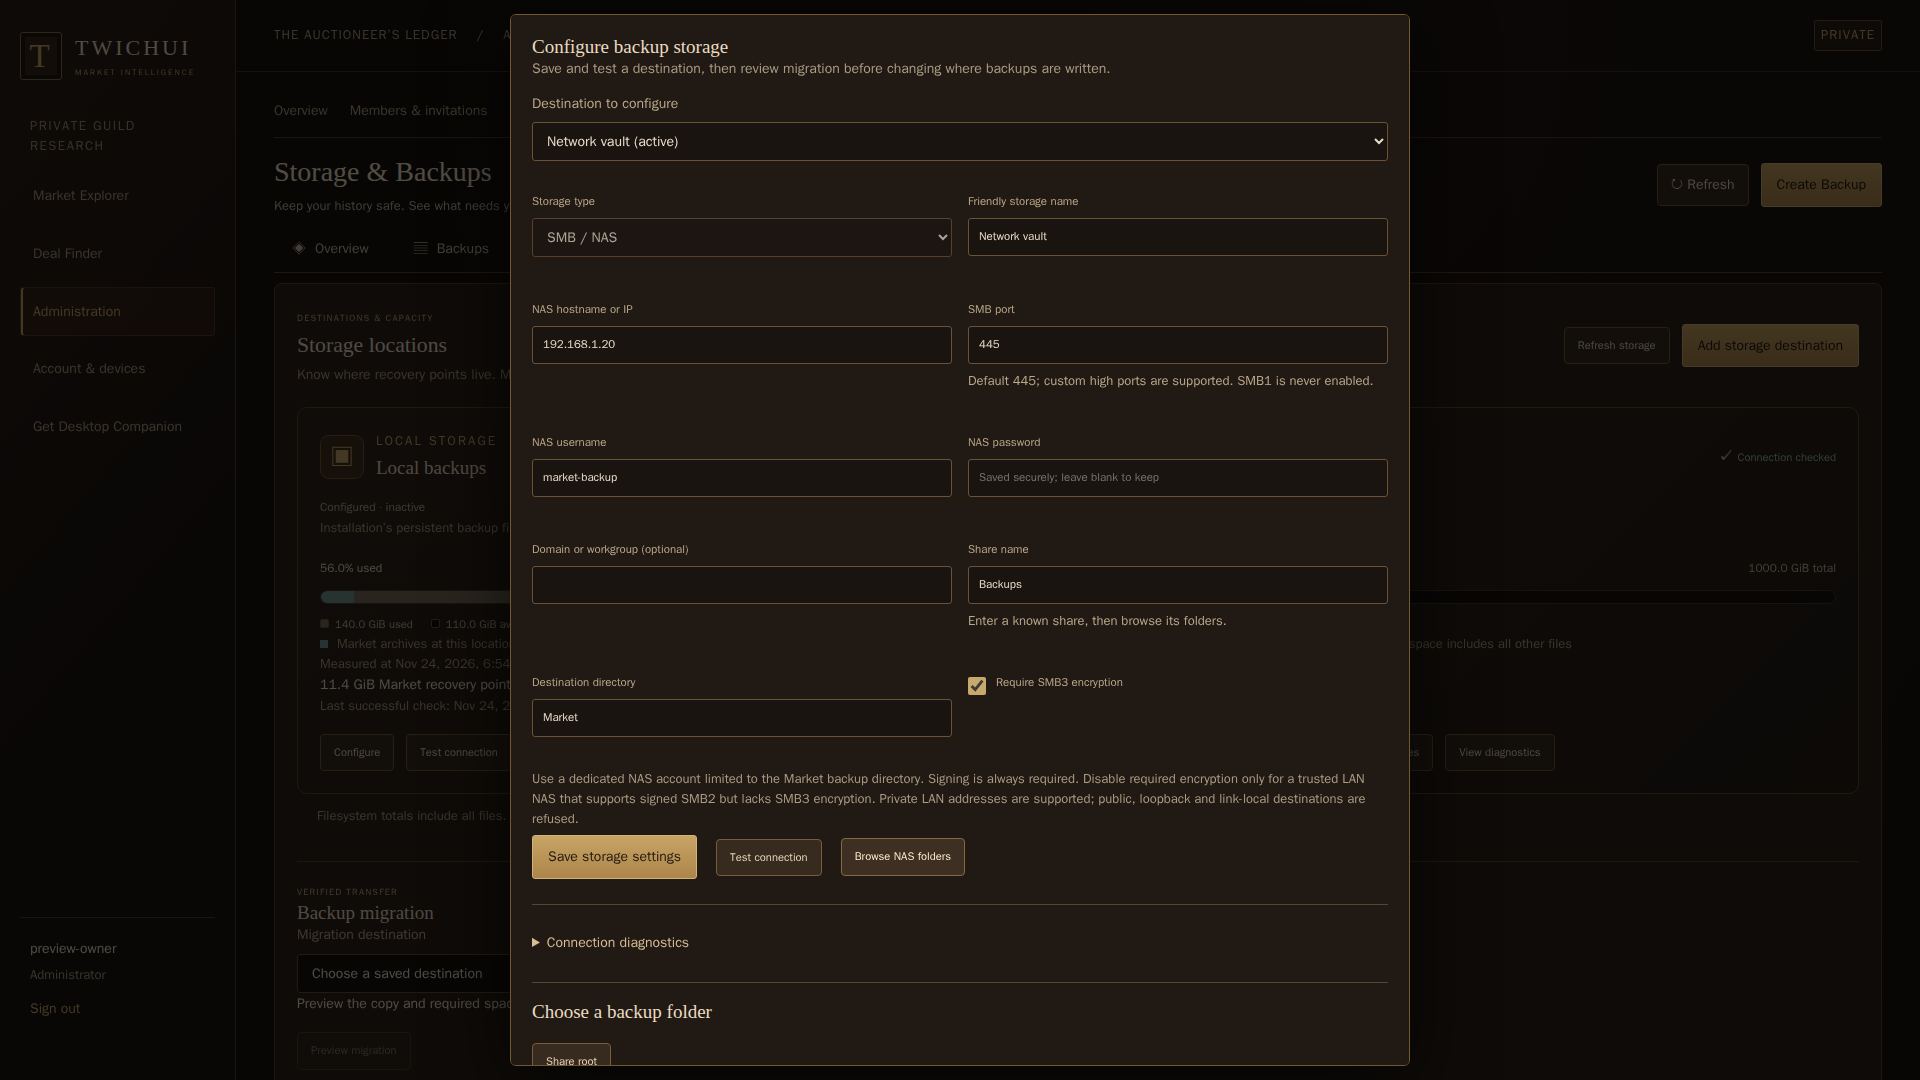 T
TWICHUI
MARKET INTELLIGENCE
PRIVATE GUILD
RESEARCH
Market Explorer
Deal Finder
Administration
Account & devices
Get Desktop Companion
preview-owner
Administrator
Sign out
THE AUCTIONEER'S LEDGER / A
PRIVATE
Overview Members & invitations
Storage & Backups
Keep your history safe. See what needs y
Refresh
Create Backup
Overview
Backups
DESTINATIONS & CAPACITY
Storage locations
Know where recovery points live. M
Refresh storage
Add storage destination
LOCAL STORAGE
Local backups
Connection checked
Configured · inactive
Installation's persistent backup fi
56.0% used
1000.0 GiB total
140.0 GiB used
110.0 GiB av
Market archives at this locatio
space includes all other files
Measured at Nov 24, 2026, 6:54
11.4 GiB Market recovery point
Last successful check: Nov 24, 2
Configure
Test connection
es
View diagnostics
Filesystem totals include all files.
VERIFIED TRANSFER
Backup migration
Migration destination
Choose a saved destination
Preview the copy and required spac
Preview migration
Configure backup storage
Save and test a destination, then review migration before changing where backups are written.
Destination to configure
Network vault (active)
Storage type
SMB / NAS
Friendly storage name
Network vault
NAS hostname or IP
192.168.1.20
SMB port
445
Default 445; custom high ports are supported. SMB1 is never enabled.
NAS username
market-backup
NAS password
Saved securely; leave blank to keep
Domain or workgroup (optional)
Share name
Backups
Enter a known share, then browse its folders.
Destination directory
Market
Require SMB3 encryption
Use a dedicated NAS account limited to the Market backup directory. Signing is always required. Disable required encryption only for a trusted LAN
NAS that supports signed SMB2 but lacks SMB3 encryption. Private LAN addresses are supported; public, loopback and link-local destinations are
refused.
Save storage settings
Test connection
Browse NAS folders
Connection diagnostics
Choose a backup folder
Share root